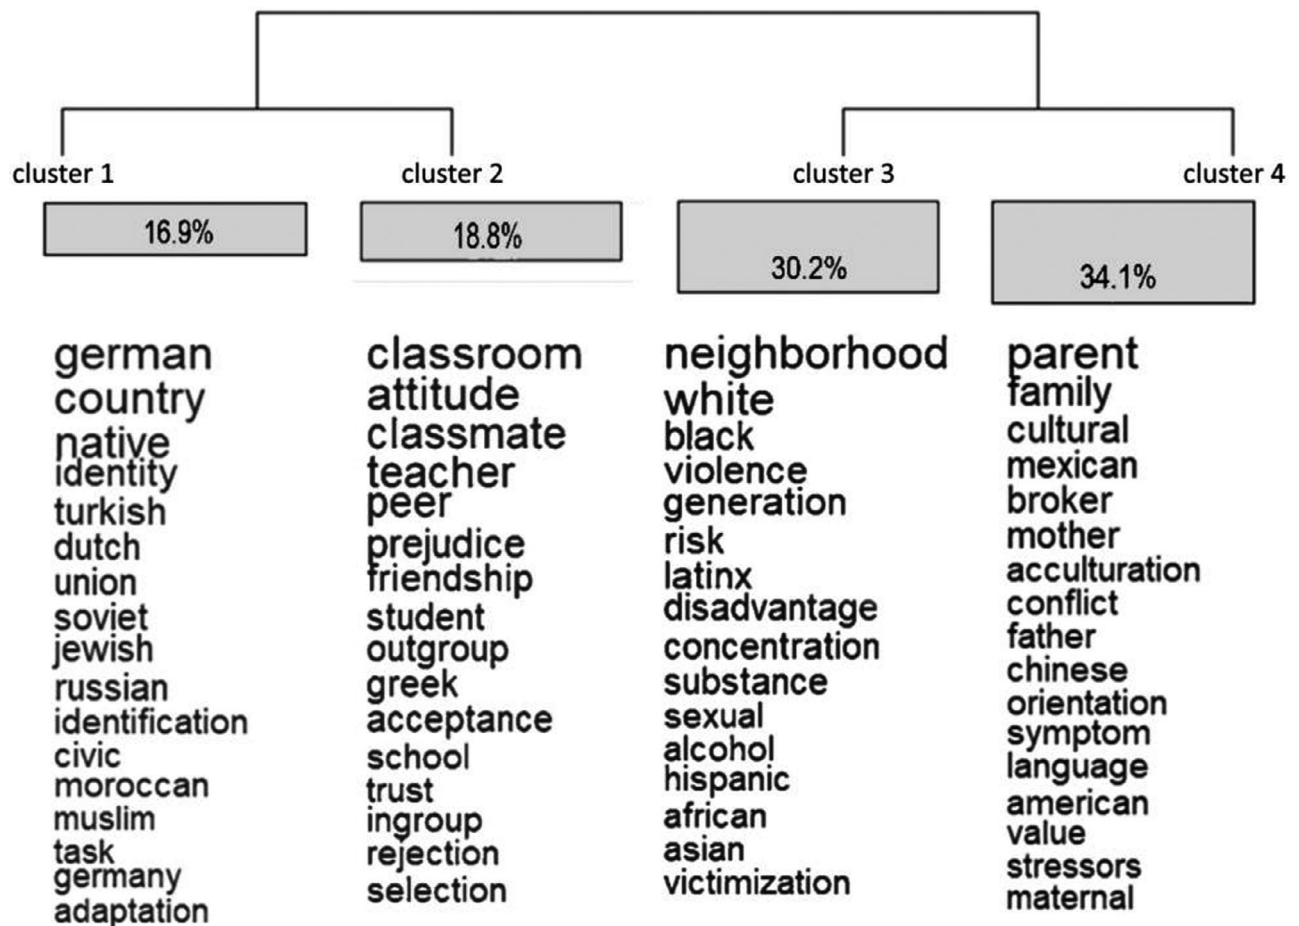 cluster 1
cluster 2
cluster 3
cluster 4
16.9%
18.8%
30.2%
34.1%
german
country
native
identity
turkish
dutch
union
soviet
jewish
russian
identification
civic
moroccan
muslim
task
germany
adaptation
classroom
attitude
classmate
teacher
peer
prejudice
friendship
student
outgroup
greek
acceptance
school
trust
ingroup
rejection
selection
neighborhood
white
black
violence
generation
risk
latinx
disadvantage
concentration
substance
sexual
alcohol
hispanic
african
asian
victimization
parent
family
cultural
mexican
broker
mother
acculturation
conflict
father
chinese
orientation
symptom
language
american
value
stressors
maternal